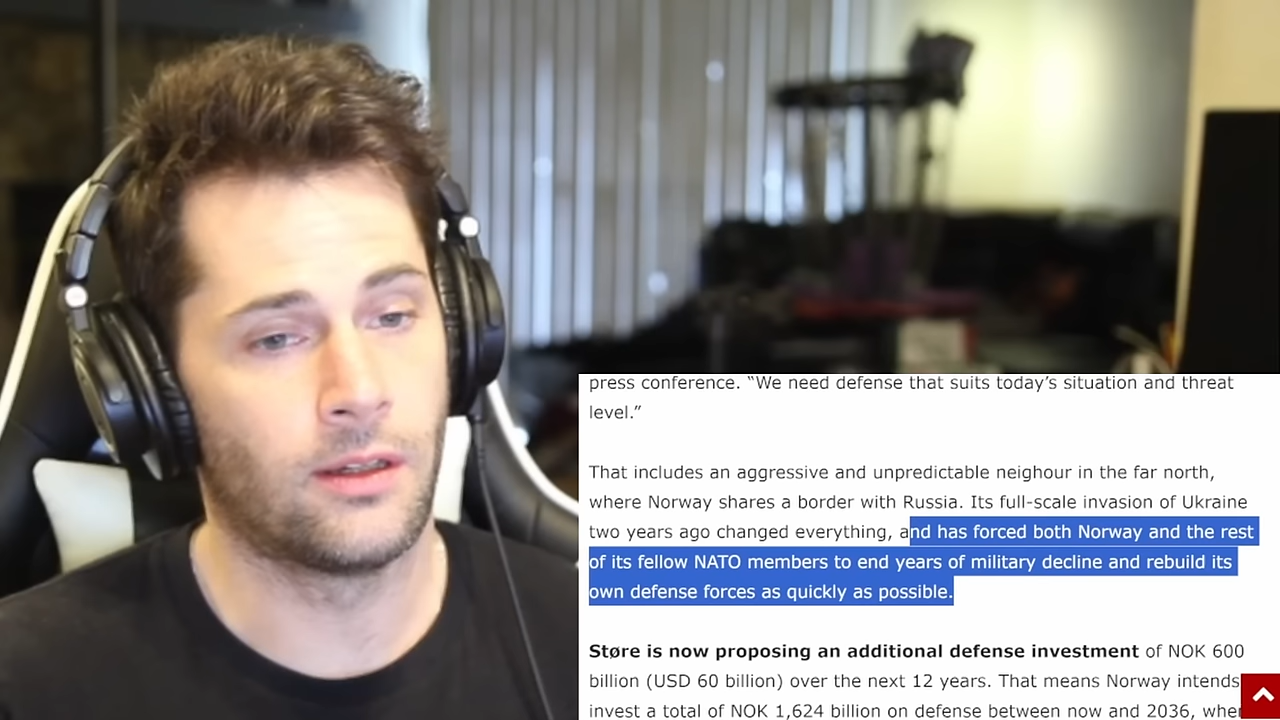 press conference. “We need defense that suits today’s situation and threat
level.”
That includes an aggressive and unpredictable neighour in the far north,
where Norway shares a border with Russia. Its full-scale invasion of Ukraine
two years ago changed everything, and has forced both Norway and the rest
of its fellow NATO members to end years of military decline and rebuild its
own defense forces as quickly as possible.
Støre is now proposing an additional defense investment of NOK 600
billion (USD 60 billion) over the next 12 years. That means Norway intends
invest a total of NOK 1,624 billion on defense between now and 2036, when